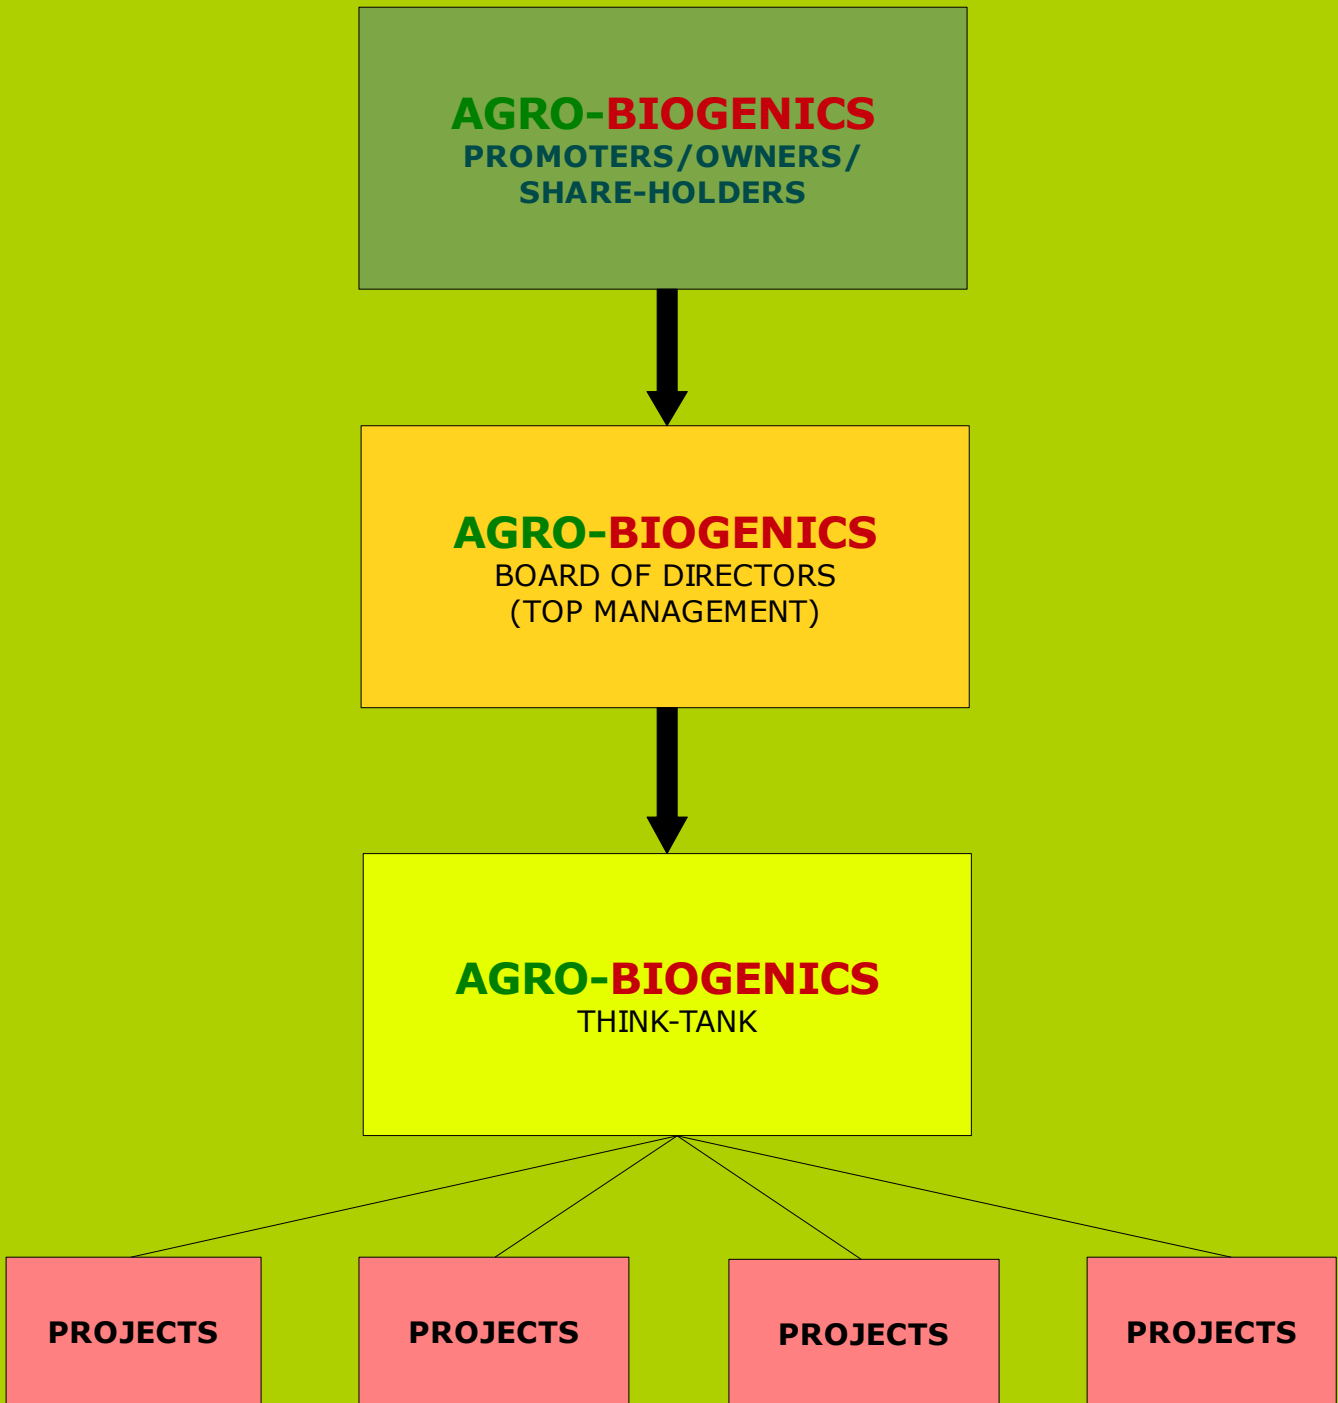 AGRO-BIOGENICS
PROMOTERS/OWNERS/
SHARE-HOLDERS
AGRO-BIOGENICS
BOARD OF DIRECTORS
(TOP MANAGEMENT)
AGRO-BIOGENICS
THINK-TANK
PROJECTS
PROJECTS
PROJECTS
PROJECTS